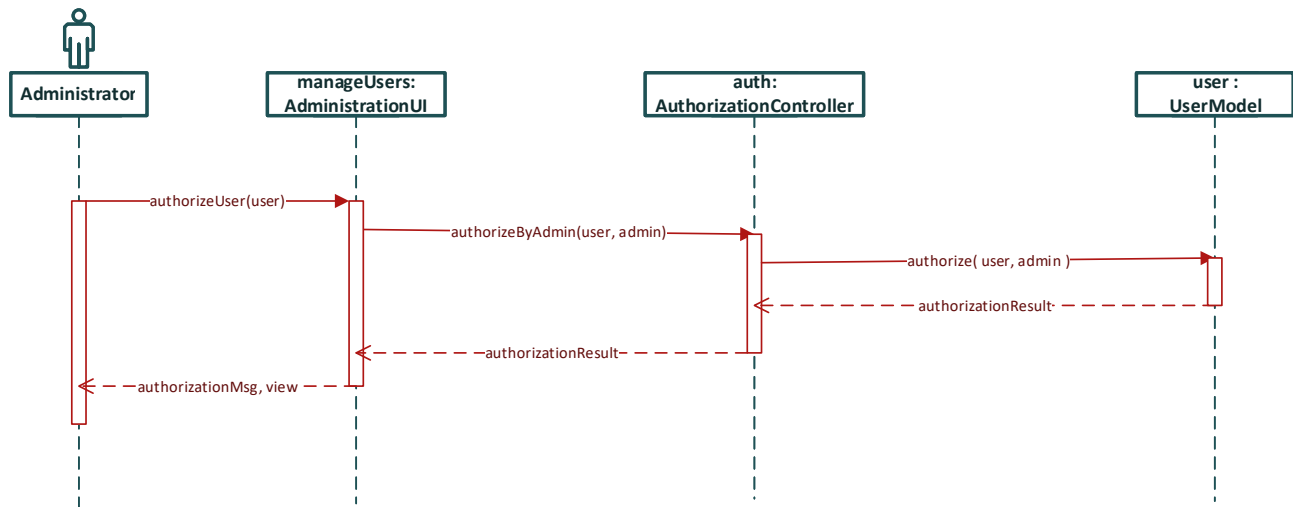 Administrator
manageUsers:
AdministrationUI
auth:
AuthorizationController
user :
UserModel
authorizeUser(user)
authorizeByAdmin(user, admin)
authorize( user, admin )
authorizationResult
authorizationResult
authorizationMsg, view